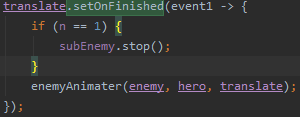 translate.setOnFinished(event1 -> {
    if (n == 1) {
        subEnemy.stop();
    }
    enemyAnimater(enemy, hero, translate);
});